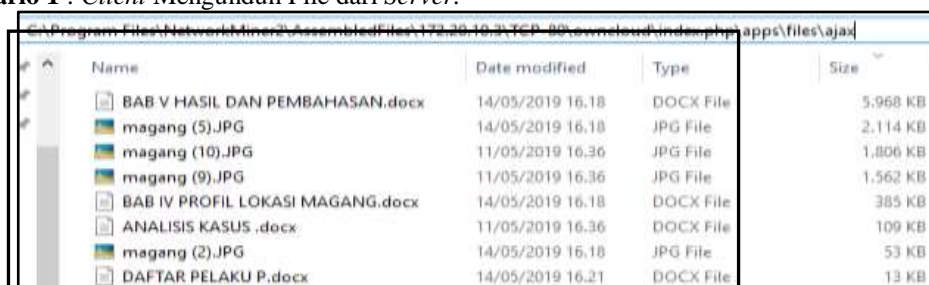 ario 1 : Client Mengunduh File dari Server.
C:\Program Files\NetworkMiner2\AssembledFiles\172.20.10.3\TCP-80\owncloud\index.php\apps\files\ajax
Name Date modified Type Size
BAB V HASIL DAN PEMBAHASAN.docx 14/05/2019 16.18 DOCX File 5.968 KB
magang (5).JPG 14/05/2019 16.18 JPG File 2.114 KB
magang (10).JPG 11/05/2019 16.36 JPG File 1.806 KB
magang (9).JPG 11/05/2019 16.36 JPG File 1.562 KB
BAB IV PROFIL LOKASI MAGANG.docx 14/05/2019 16.18 DOCX File 385 KB
ANALISIS KASUS .docx 11/05/2019 16.36 DOCX File 109 KB
magang (2).JPG 14/05/2019 16.18 JPG File 53 KB
DAFTAR PELAKU P.docx 14/05/2019 16.21 DOCX File 13 KB